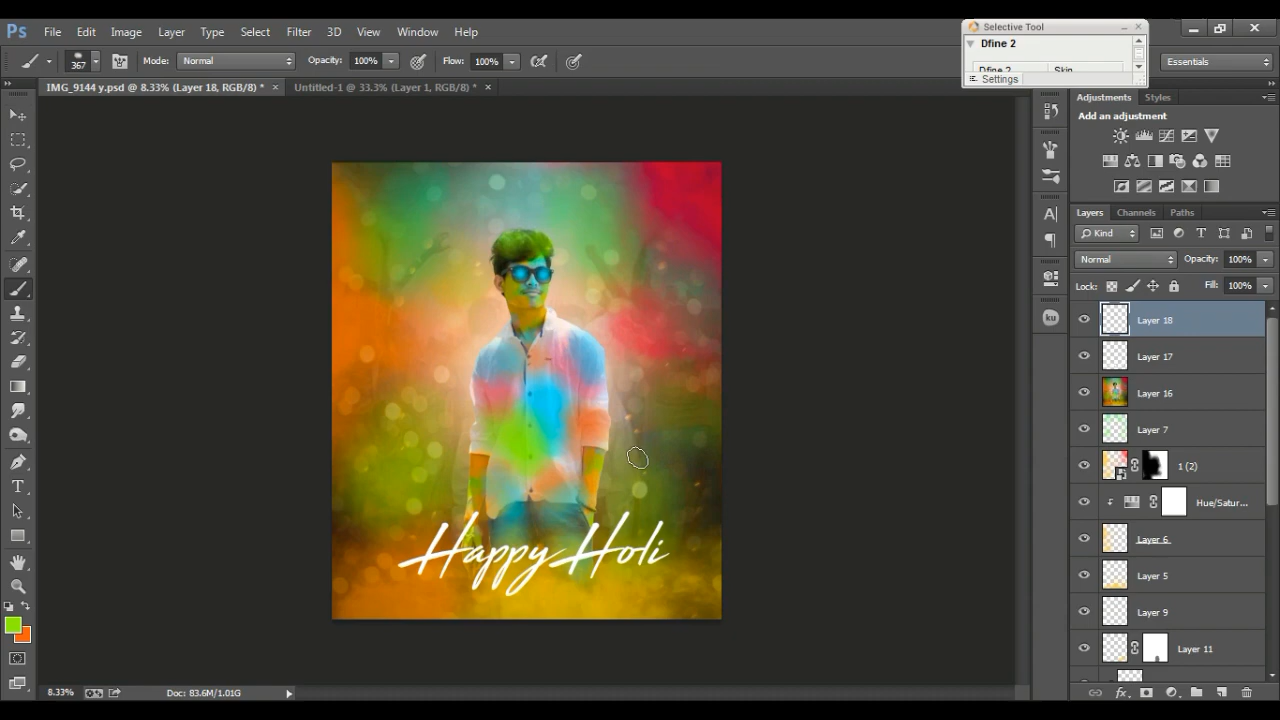 Ps File Edit Image Layer Type Select Filter 3D View Window Help
Selective Tool
Dfine 2
Settings
367 Mode: Normal Opacity: 100% Flow: 100% Essentials
IMG_9144 y.psd @ 8.33% (Layer 18, RGB/8) * × Untitled-1 @ 33.3% (Layer 1, RGB/8) * ×
Adjustments Styles
Add an adjustment
Layers Channels Paths
Kind
Normal Opacity: 100%
Lock: Fill: 100%
Layer 18
Layer 17
Layer 16
Layer 7
1 (2)
Hue/Satur...
Layer 6
Layer 5
Layer 9
Layer 11
ku
Happy Holi
8.33% Doc: 83.6M/1.01G